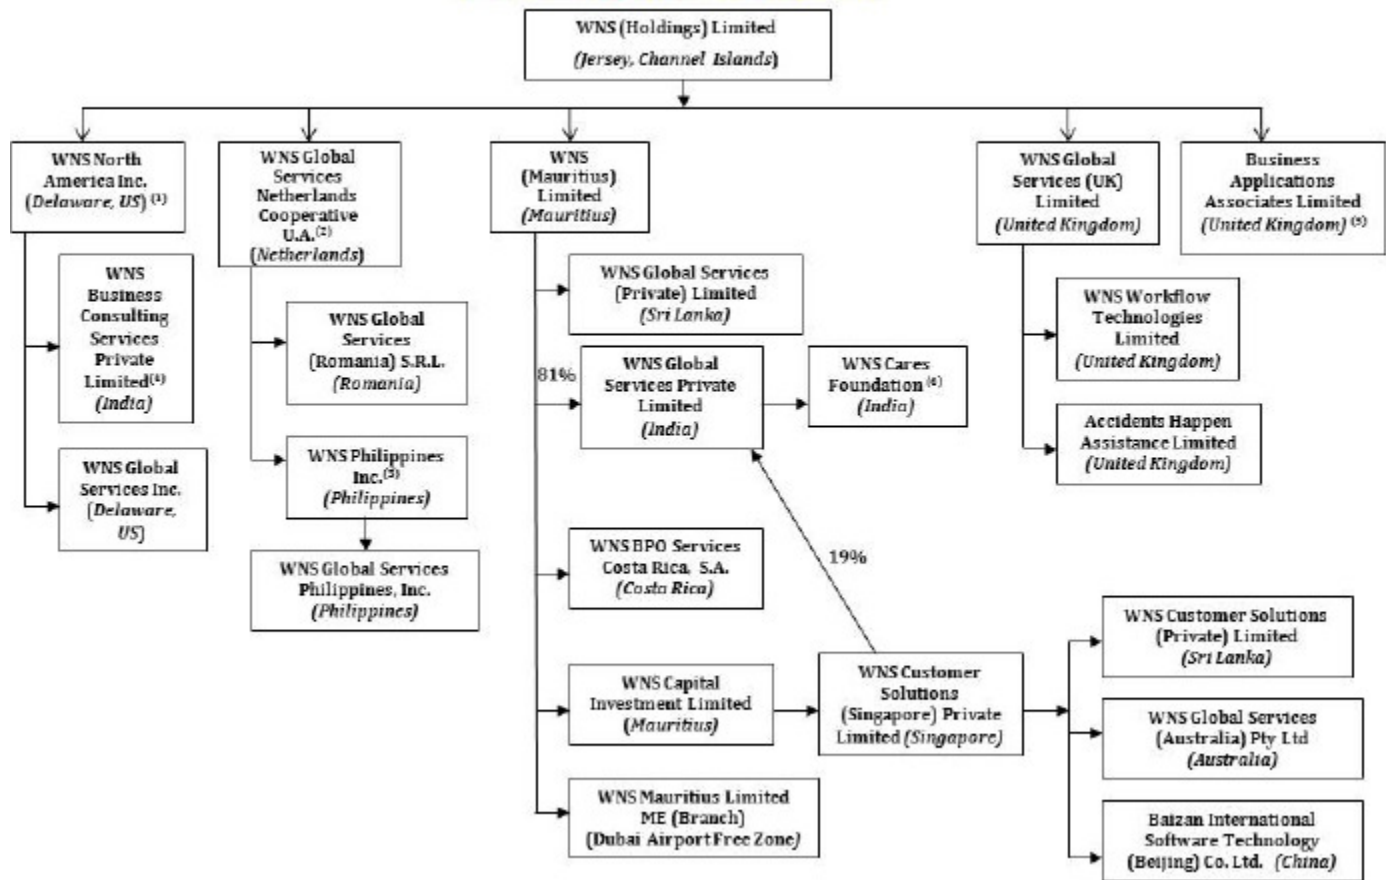 WNS (Holdings) Limited
(Jersey, Channel Islands)
WNS North
America Inc.
(Delaware, US) (1)
WNS Global
Services
Netherlands
Cooperative
U.A.(2)
(Netherlands)
WNS
(Mauritius)
Limited
(Mauritius)
WNS Global
Services (UK)
Limited
(United Kingdom)
Business
Applications
Associates Limited
(United Kingdom)
WNS
Business
Consulting
Services
Private
Limited
(India)
WNS Global
Services Inc.
(Delaware,
US)
WNS Global
Services
(Romania) S.R.L.
(Romania)
WNS Philippines
Inc.
(Philippines)
WNS Global Services
Philippines, Inc.
(Philippines)
WNS Global Services
(Private) Limited
(Sri Lanka)
81%
WNS Global
Services Private
Limited
(India)
WNS Cares
Foundation
(India)
19%
WNS BPO Services
Costa Rica, S.A.
(Costa Rica)
WNS Capital
Investment Limited
(Mauritius)
WNS Customer
Solutions
(Singapore) Private
Limited (Singapore)
WNS Mauritius Limited
ME (Branch)
(Dubai Airport Free Zone)
WNS Workflow
Technologies
Limited
(United Kingdom)
Accidents Happen
Assistance Limited
(United Kingdom)
WNS Customer Solutions
(Private) Limited
(Sri Lanka)
WNS Global Services
(Australia) Pty Ltd
(Australia)
Baizan International
Software Technology
(Beijing) Co. Ltd. (China)